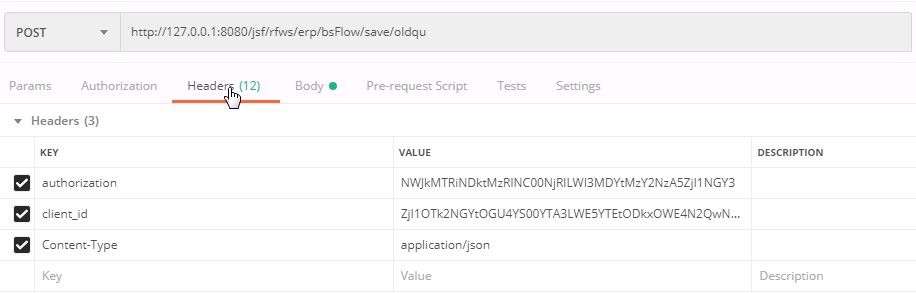 POST http://127.0.0.1:8080/jsf/rfws/erp/bsFlow/save/oldqu
Params Authorization Headers (12) Body Pre-request Script Tests Settings
Headers (3)
KEY VALUE DESCRIPTION
authorization NWJkMTRiNDktMzRlNC00NjRlLWI3MDYtMzY2NzA5ZjI1NGY3
client_id ZjI1OTk2NGYtOGU4YS00YTA3LWE5YTEtODkxOWE4N2QwN...
Content-Type application/json
Key Value Description